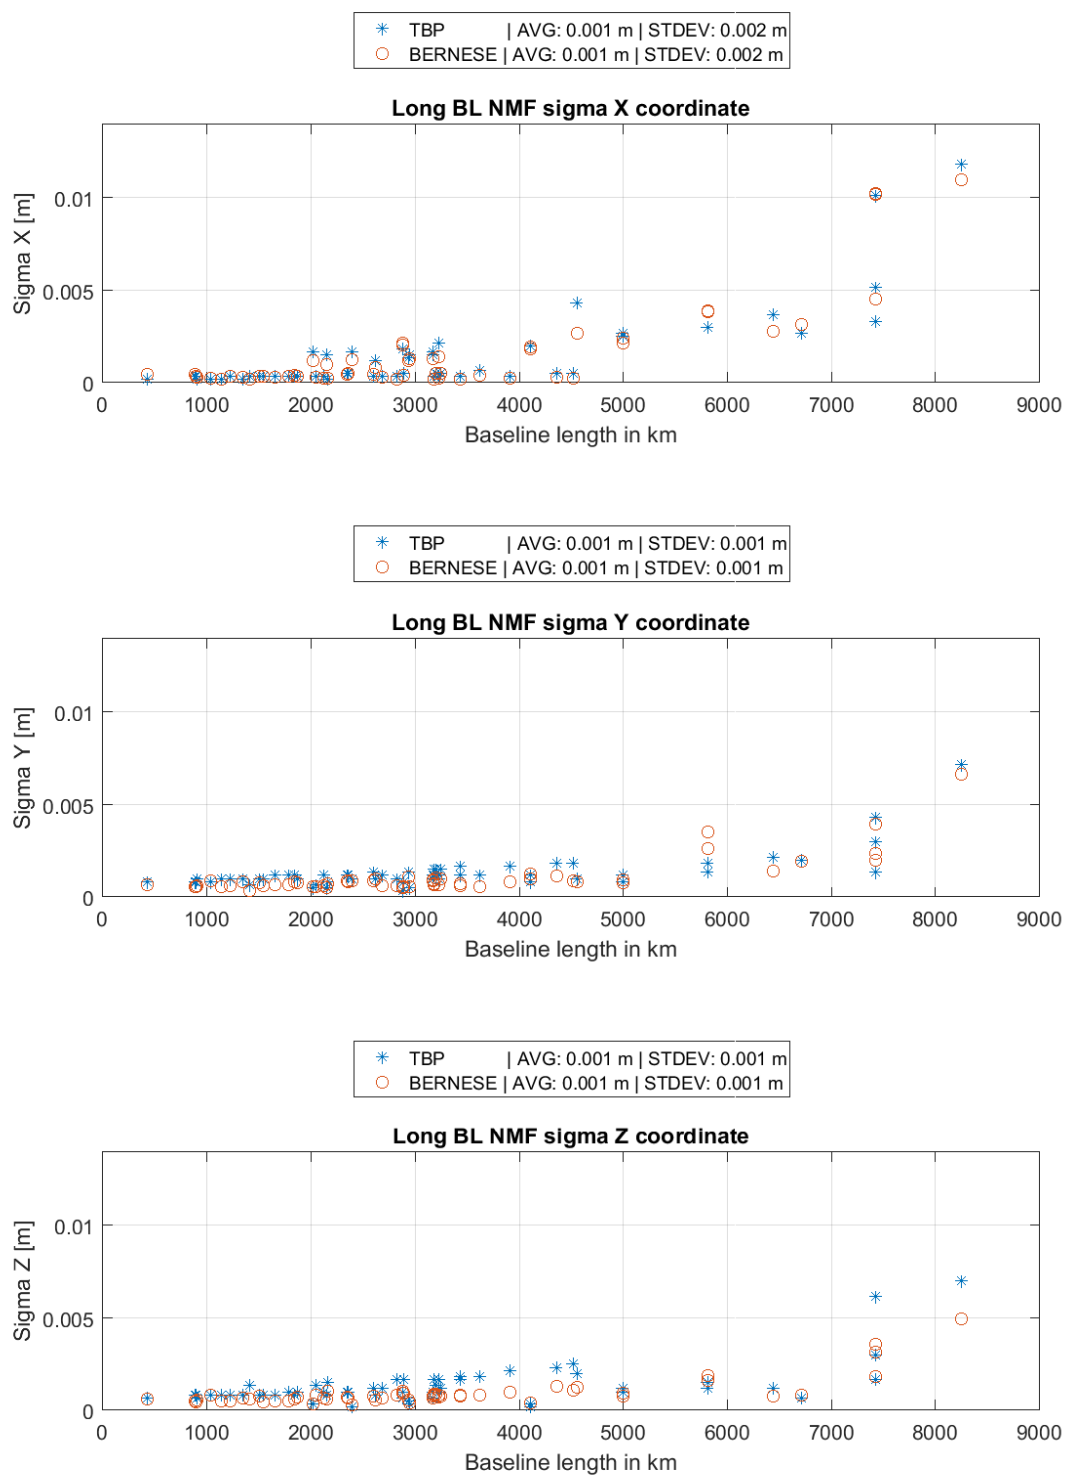 TBP | AVG: 0.001 m | STDEV: 0.002 m
BERNESE | AVG: 0.001 m | STDEV: 0.002 m
Long BL NMF sigma X coordinate
0.01
0.005
0
Sigma X [m]
0 1000 2000 3000 4000 5000 6000 7000 8000 9000
Baseline length in km
TBP | AVG: 0.001 m | STDEV: 0.001 m
BERNESE | AVG: 0.001 m | STDEV: 0.001 m
Long BL NMF sigma Y coordinate
0.01
0.005
0
Sigma Y [m]
0 1000 2000 3000 4000 5000 6000 7000 8000 9000
Baseline length in km
TBP | AVG: 0.001 m | STDEV: 0.001 m
BERNESE | AVG: 0.001 m | STDEV: 0.001 m
Long BL NMF sigma Z coordinate
0.01
0.005
0
Sigma Z [m]
0 1000 2000 3000 4000 5000 6000 7000 8000 9000
Baseline length in km